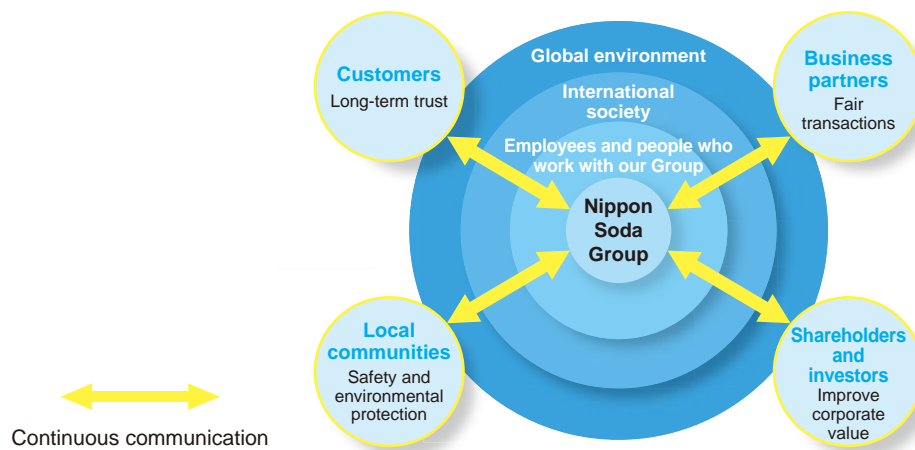 Global environment
International
society
Employees and people who
work with our Group
Nippon
Soda
Group
Customers
Long-term trust
Business
partners
Fair
transactions
Local
communities
Safety and
environmental
protection
Shareholders
and
investors
Improve
corporate
value
Continuous communication